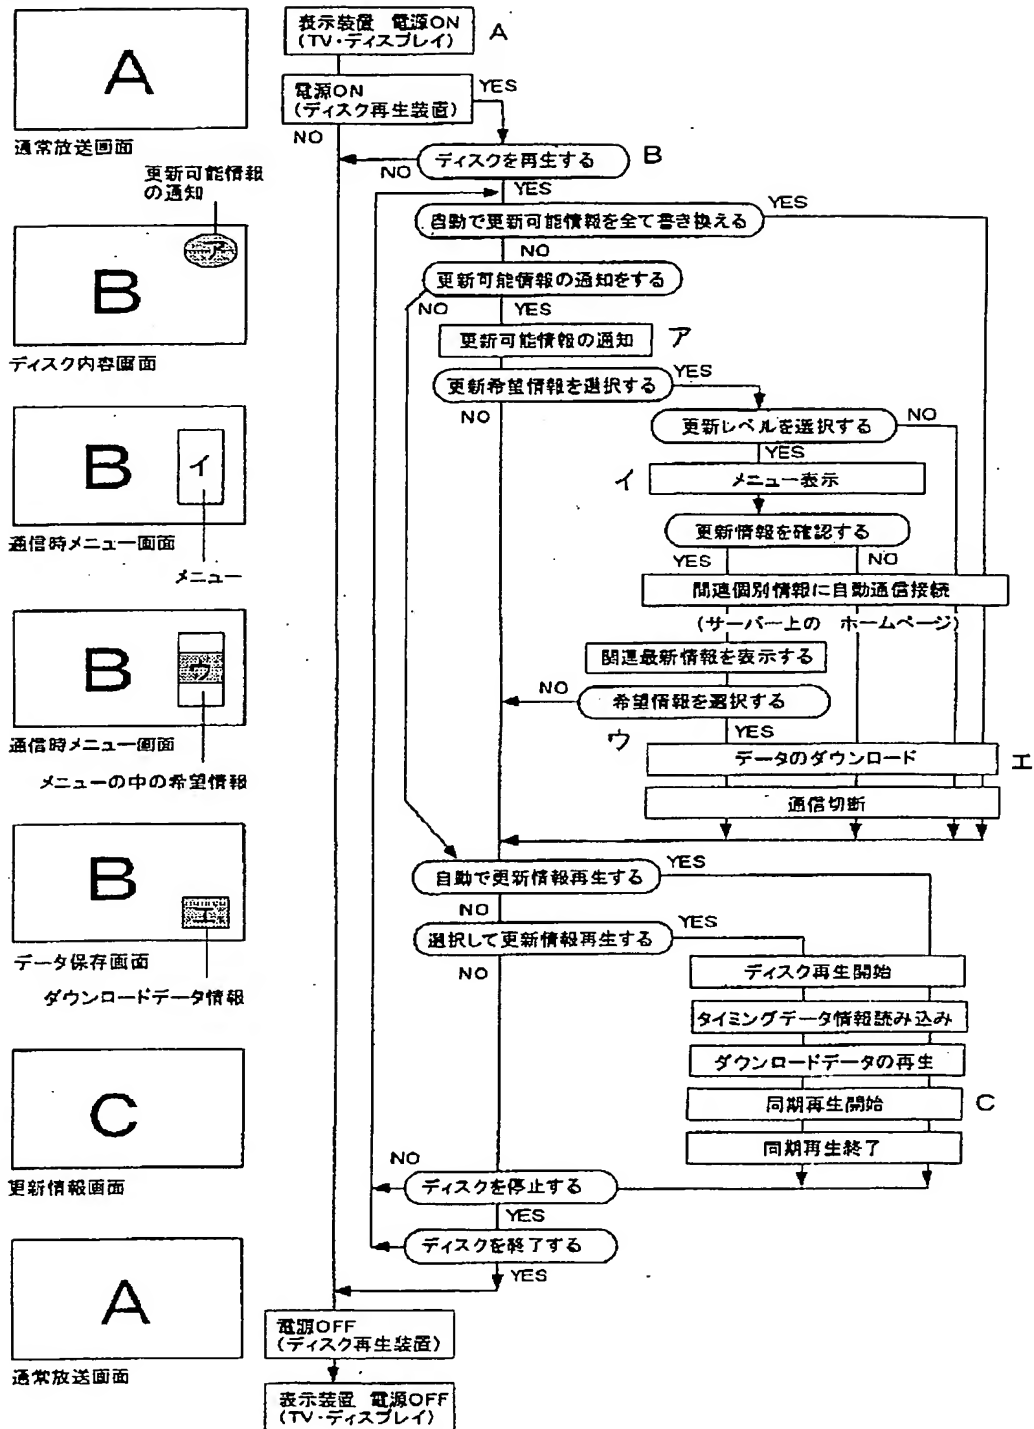 A
通常放送画面
更新可能情報
の通知
ア
B
ディスク内容画面
B
イ
通信時メニュー画面
メニュー
B
ウ
通信時メニュー画面
メニューの中の希望情報
B
エ
データ保存画面
ダウンロードデータ情報
C
更新情報画面
A
通常放送画面
表示装置 電源ON
(TV・ディスプレイ)
A
電源ON
(ディスク再生装置)
YES
NO
ディスクを再生する
B
NO
YES
自動で更新可能情報を全て書き換える
YES
NO
更新可能情報の通知をする
NO
YES
更新可能情報の通知
ア
更新希望情報を選択する
YES
NO
更新レベルを選択する
NO
YES
イ
メニュー表示
更新情報を確認する
YES
NO
関連個別情報に自動通信接続
(サーバー上の ホームページ)
関連最新情報を表示する
NO
希望情報を選択する
ウ
YES
データのダウンロード
エ
通信切断
自動で更新情報再生する
YES
NO
選択して更新情報再生する
YES
NO
ディスク再生開始
タイミングデータ情報読み込み
ダウンロードデータの再生
同期再生開始
C
同期再生終了
NO
ディスクを停止する
YES
ディスクを終了する
YES
電源OFF
(ディスク再生装置)
表示装置 電源OFF
(TV・ディスプレイ)